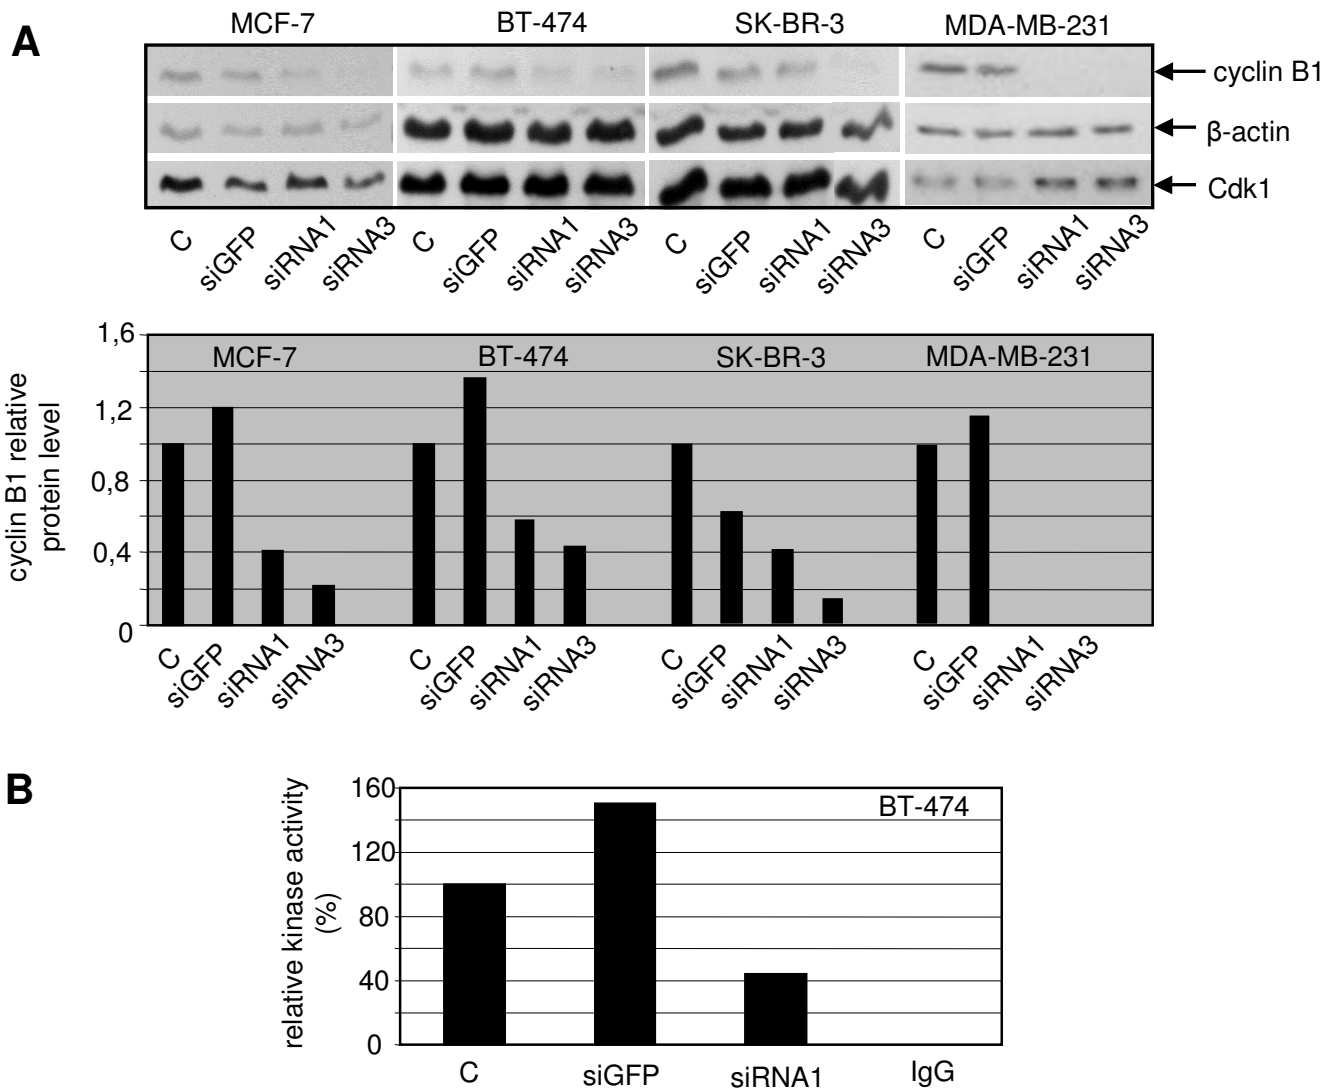 A
MCF-7 BT-474 SK-BR-3 MDA-MB-231
cyclin B1
β-actin
Cdk1
C siGFP siRNA1 siRNA3 C siGFP siRNA1 siRNA3 C siGFP siRNA1 siRNA3 C siGFP siRNA1 siRNA3
cyclin B1 relative
protein level
1,6
1,2
0,8
0,4
0
MCF-7 BT-474 SK-BR-3 MDA-MB-231
C siGFP siRNA1 siRNA3 C siGFP siRNA1 siRNA3 C siGFP siRNA1 siRNA3 C siGFP siRNA1 siRNA3
B
relative kinase activity
(%)
160
120
80
40
0
BT-474
C siGFP siRNA1 IgG